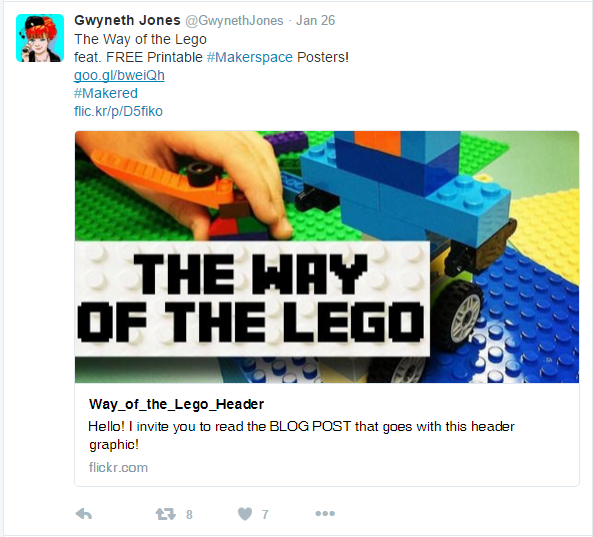 Gwyneth Jones @GwynethJones · Jan 26
The Way of the Lego
feat. FREE Printable #Makerspace Posters!
goo.gl/bweiQh
#Makered
flic.kr/p/D5fiko
THE WAY
OF THE LEGO
Way_of_the_Lego_Header
Hello! I invite you to read the BLOG POST that goes with this header
graphic!
flickr.com
8 7